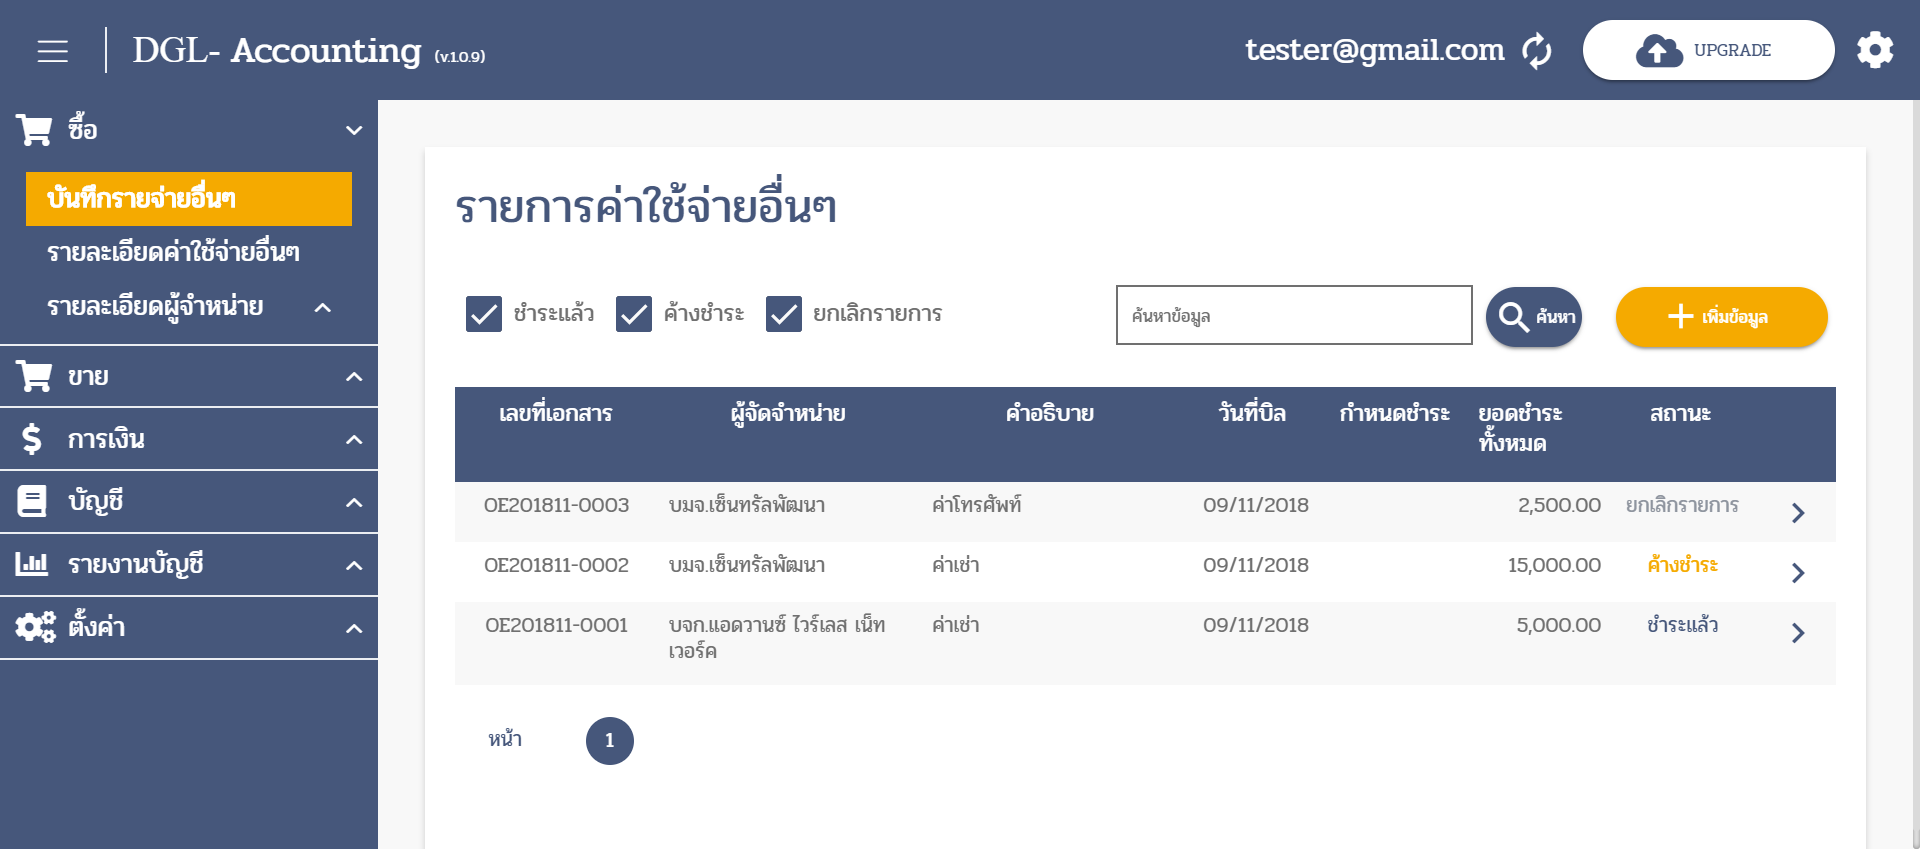 DGL- Accounting (v.1.0.9)
tester@gmail.com
UPGRADE
ซื้อ
บันทึกรายจ่ายอื่นๆ
รายละเอียดค่าใช้จ่ายอื่นๆ
รายละเอียดผู้จำหน่าย
ขาย
การเงิน
บัญชี
รายงานบัญชี
ตั้งค่า
รายการค่าใช้จ่ายอื่นๆ
ชำระแล้ว ค้างชำระ ยกเลิกรายการ
ค้นหาข้อมูล ค้นหา เพิ่มข้อมูล
เลขที่เอกสาร ผู้จัดจำหน่าย คำอธิบาย วันที่บิล กำหนดชำระ ยอดชำระ สถานะ
ทั้งหมด
OE201811-0003 บมจ.เซ็นทรัลพัฒนา ค่าโทรศัพท์ 09/11/2018 2,500.00 ยกเลิกรายการ
OE201811-0002 บมจ.เซ็นทรัลพัฒนา ค่าเช่า 09/11/2018 15,000.00 ค้างชำระ
OE201811-0001 บจก.แอดวานซ์ ไวร์เลส เน็ท ค่าเช่า 09/11/2018 5,000.00 ชำระแล้ว
เวอร์ค
หน้า 1